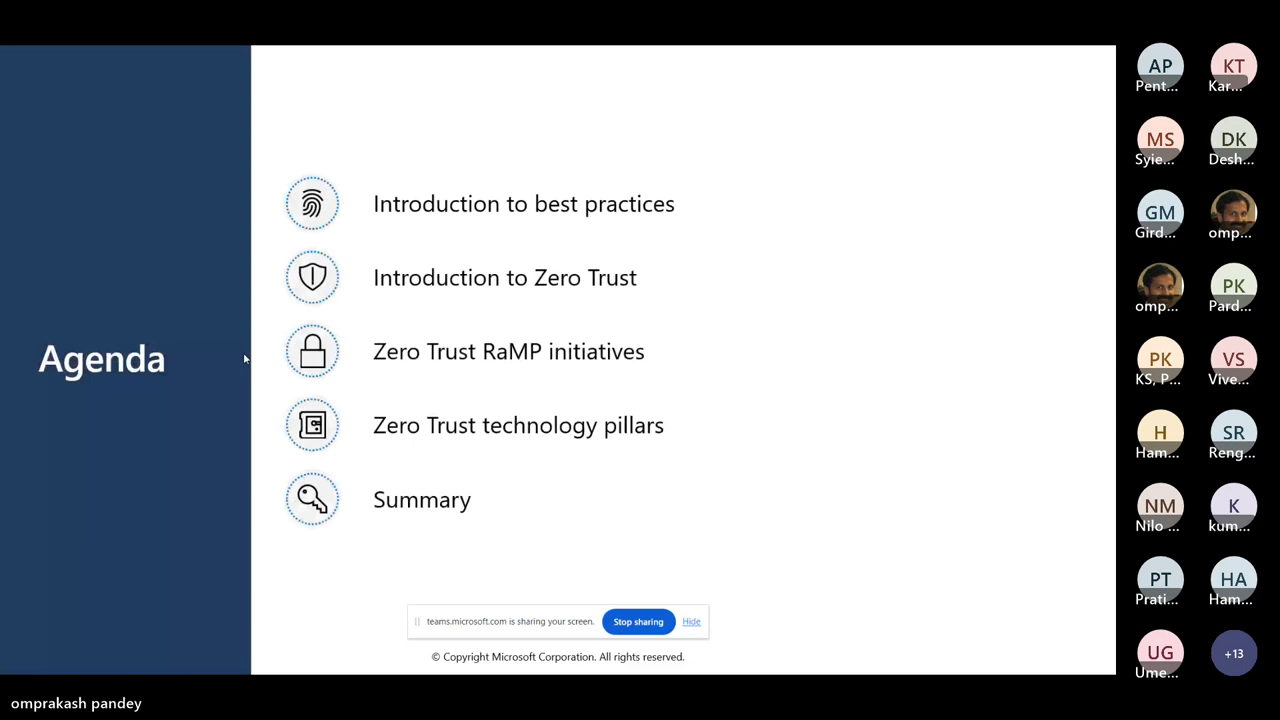 Agenda
Introduction to best practices
Introduction to Zero Trust
Zero Trust RaMP initiatives
Zero Trust technology pillars
Summary
teams.microsoft.com is sharing your screen. Stop sharing Hide
© Copyright Microsoft Corporation. All rights reserved.
omprakash pandey
AP KT
Pent... Kar...
MS DK
Syie... Desh...
GM
Gird... omp...
PK
omp... Pard...
PK VS
KS, P... Vive...
H SR
Ham... Reng...
NM K
Nilo ... kum...
PT HA
Prati... Ham...
UG +13
Ume...